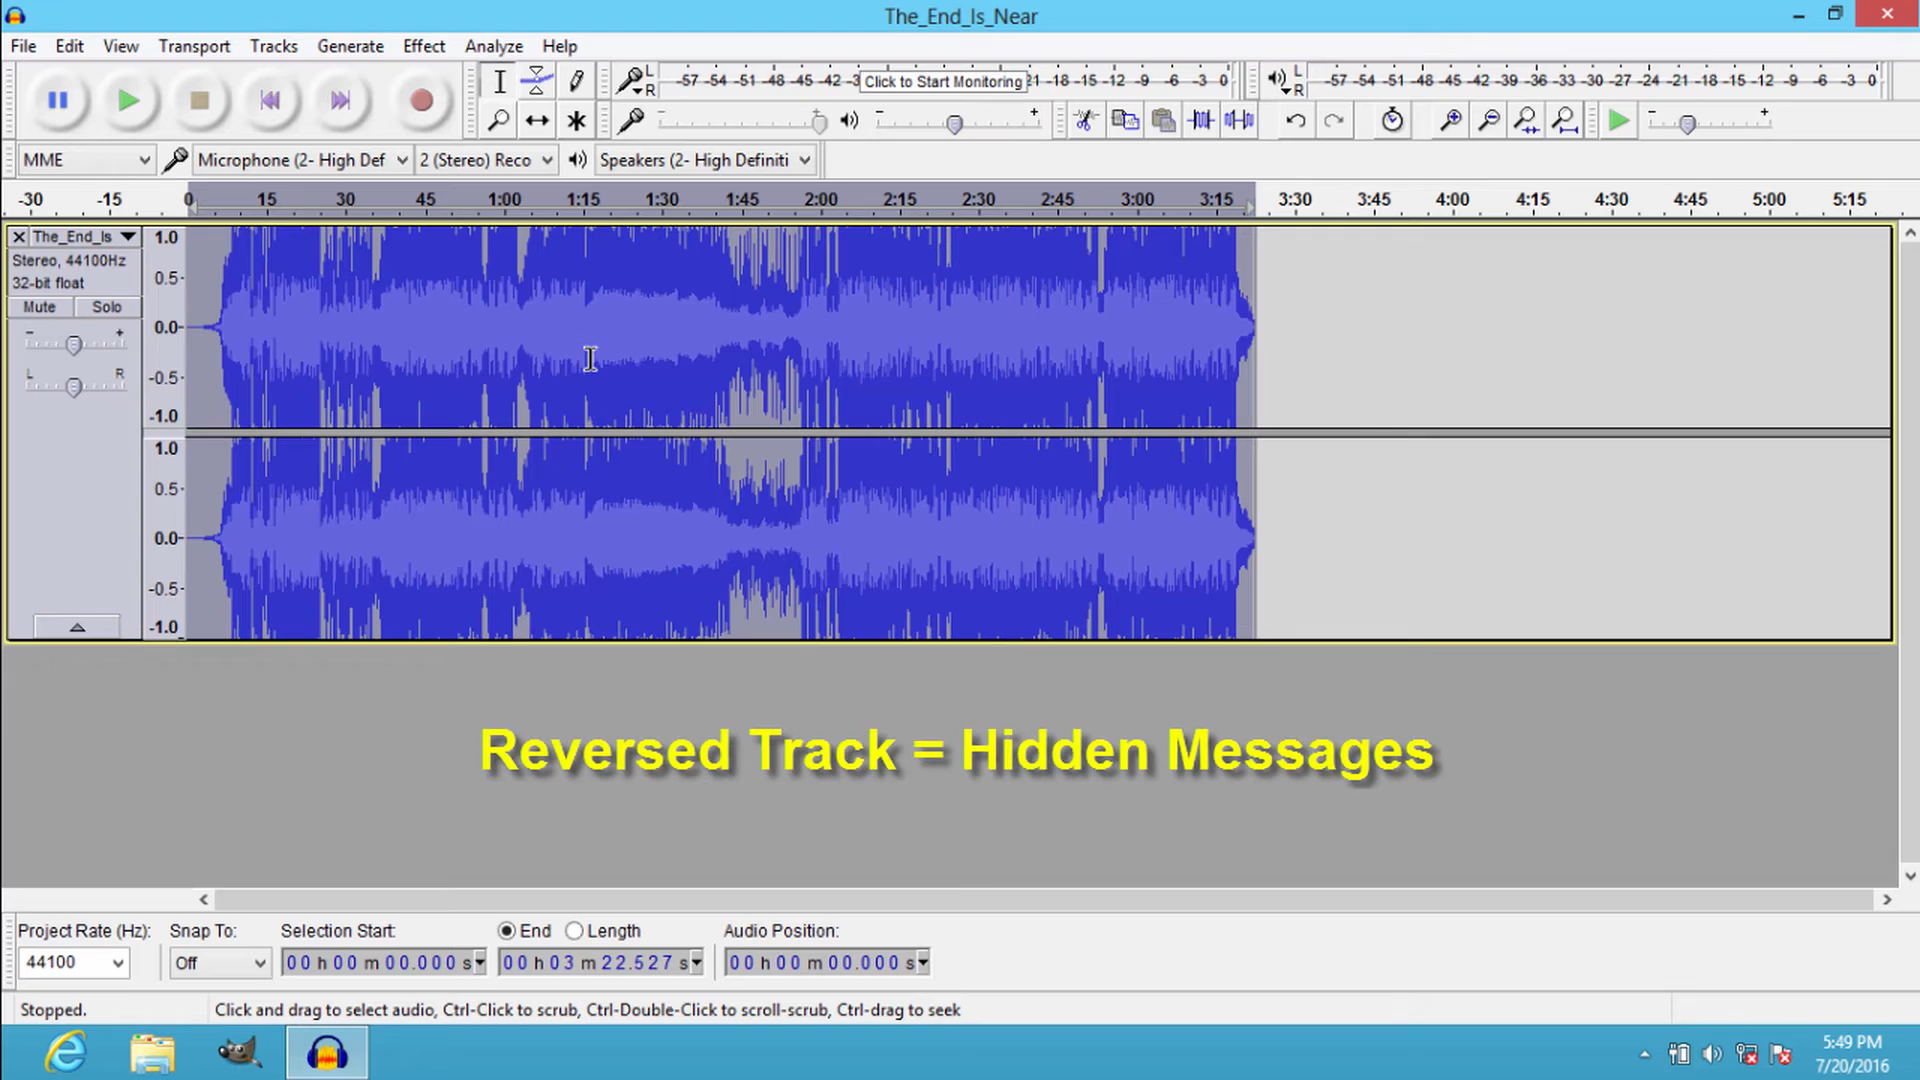 The_End_Is_Near
File Edit View Transport Tracks Generate Effect Analyze Help
L R -57 -54 -51 -48 -45 -42 -3 Click to Start Monitoring 21 -18 -15 -12 -9 -6 -3 0 L R -57 -54 -51 -48 -45 -42 -39 -36 -33 -30 -27 -24 -21 -18 -15 -12 -9 -6 -3 0
MME Microphone (2- High Def 2 (Stereo) Reco Speakers (2- High Definiti
-30 -15 0 15 30 45 1:00 1:15 1:30 1:45 2:00 2:15 2:30 2:45 3:00 3:15 3:30 3:45 4:00 4:15 4:30 4:45 5:00 5:15
The_End_Is 1.0
Stereo, 44100Hz
32-bit float 0.5
Mute Solo
0.0
- +
L R
-0.5
-1.0
1.0
0.5
0.0
-0.5
-1.0
Reversed Track = Hidden Messages
Project Rate (Hz): Snap To: Selection Start: End Length Audio Position:
44100 Off 00 h 00 m 00.000 s 00 h 03 m 22.527 s 00 h 00 m 00.000 s
Stopped. Click and drag to select audio, Ctrl-Click to scrub, Ctrl-Double-Click to scroll-scrub, Ctrl-drag to seek
5:49 PM
7/20/2016